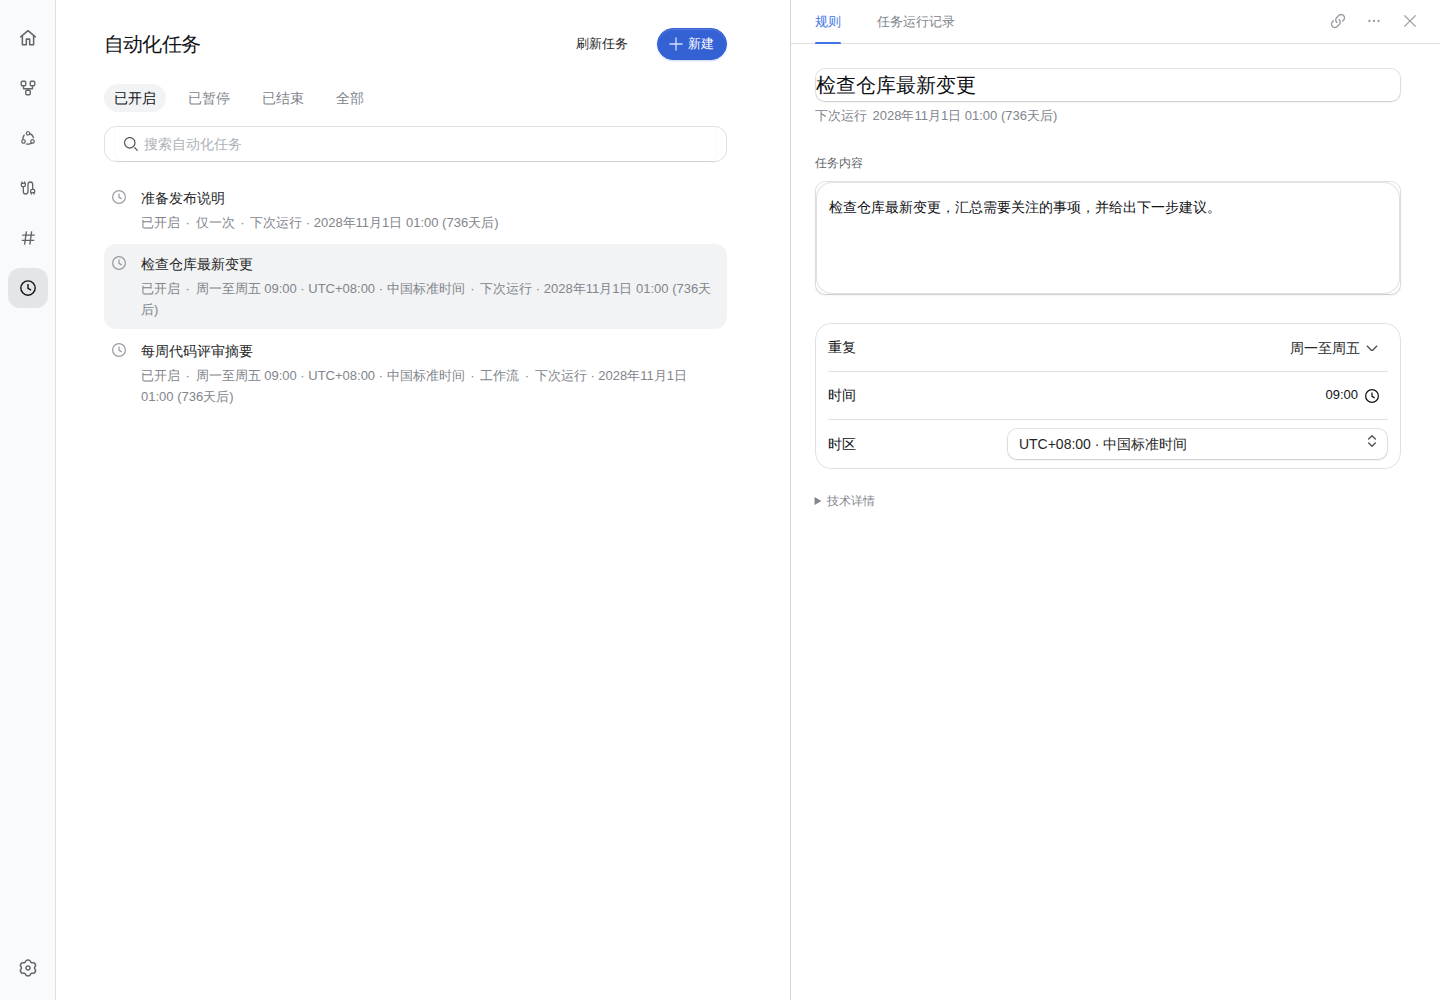 自动化任务
刷新任务
新建
已开启
已暂停
已结束
全部
搜索自动化任务
准备发布说明
已开启 · 仅一次 · 下次运行 · 2028年11月1日 01:00 (736天后)
检查仓库最新变更
已开启 · 周一至周五 09:00 · UTC+08:00 · 中国标准时间 · 下次运行 · 2028年11月1日 01:00 (736天
后)
每周代码评审摘要
已开启 · 周一至周五 09:00 · UTC+08:00 · 中国标准时间 · 工作流 · 下次运行 · 2028年11月1日
01:00 (736天后)
规则
任务运行记录
检查仓库最新变更
下次运行 2028年11月1日 01:00 (736天后)
任务内容
检查仓库最新变更，汇总需要关注的事项，并给出下一步建议。
重复
周一至周五
时间
09:00
时区
UTC+08:00 · 中国标准时间
技术详情